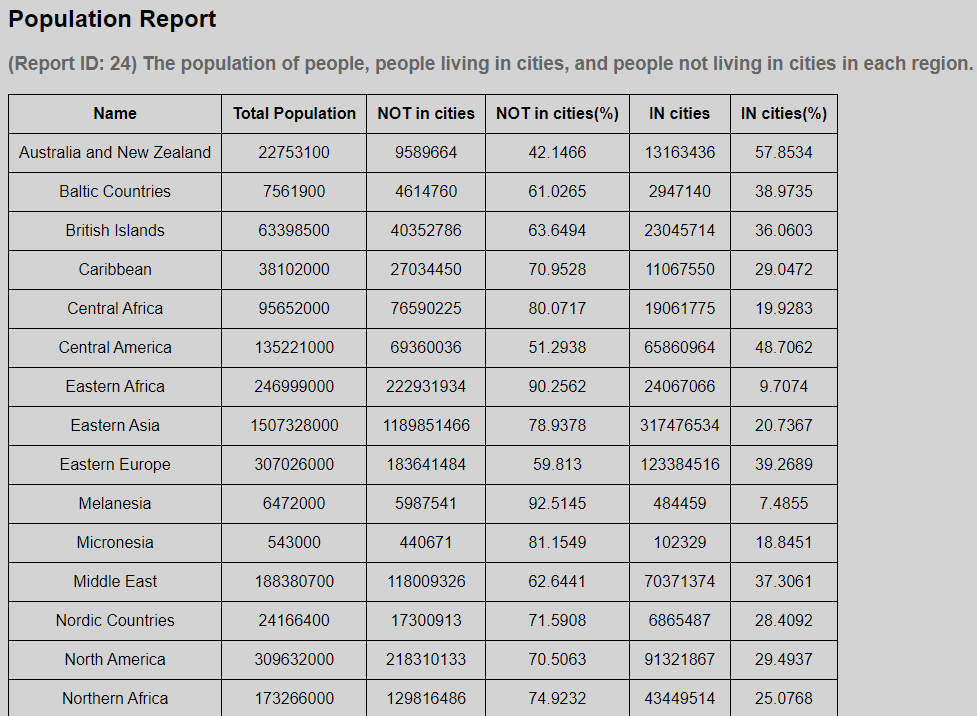 Population Report
(Report ID: 24) The population of people, people living in cities, and people not living in cities in each region.
Name Total Population NOT in cities NOT in cities(%) IN cities IN cities(%)
Australia and New Zealand 22753100 9589664 42.1466 13163436 57.8534
Baltic Countries 7561900 4614760 61.0265 2947140 38.9735
British Islands 63398500 40352786 63.6494 23045714 36.0603
Caribbean 38102000 27034450 70.9528 11067550 29.0472
Central Africa 95652000 76590225 80.0717 19061775 19.9283
Central America 135221000 69360036 51.2938 65860964 48.7062
Eastern Africa 246999000 222931934 90.2562 24067066 9.7074
Eastern Asia 1507328000 1189851466 78.9378 317476534 20.7367
Eastern Europe 307026000 183641484 59.813 123384516 39.2689
Melanesia 6472000 5987541 92.5145 484459 7.4855
Micronesia 543000 440671 81.1549 102329 18.8451
Middle East 188380700 118009326 62.6441 70371374 37.3061
Nordic Countries 24166400 17300913 71.5908 6865487 28.4092
North America 309632000 218310133 70.5063 91321867 29.4937
Northern Africa 173266000 129816486 74.9232 43449514 25.0768